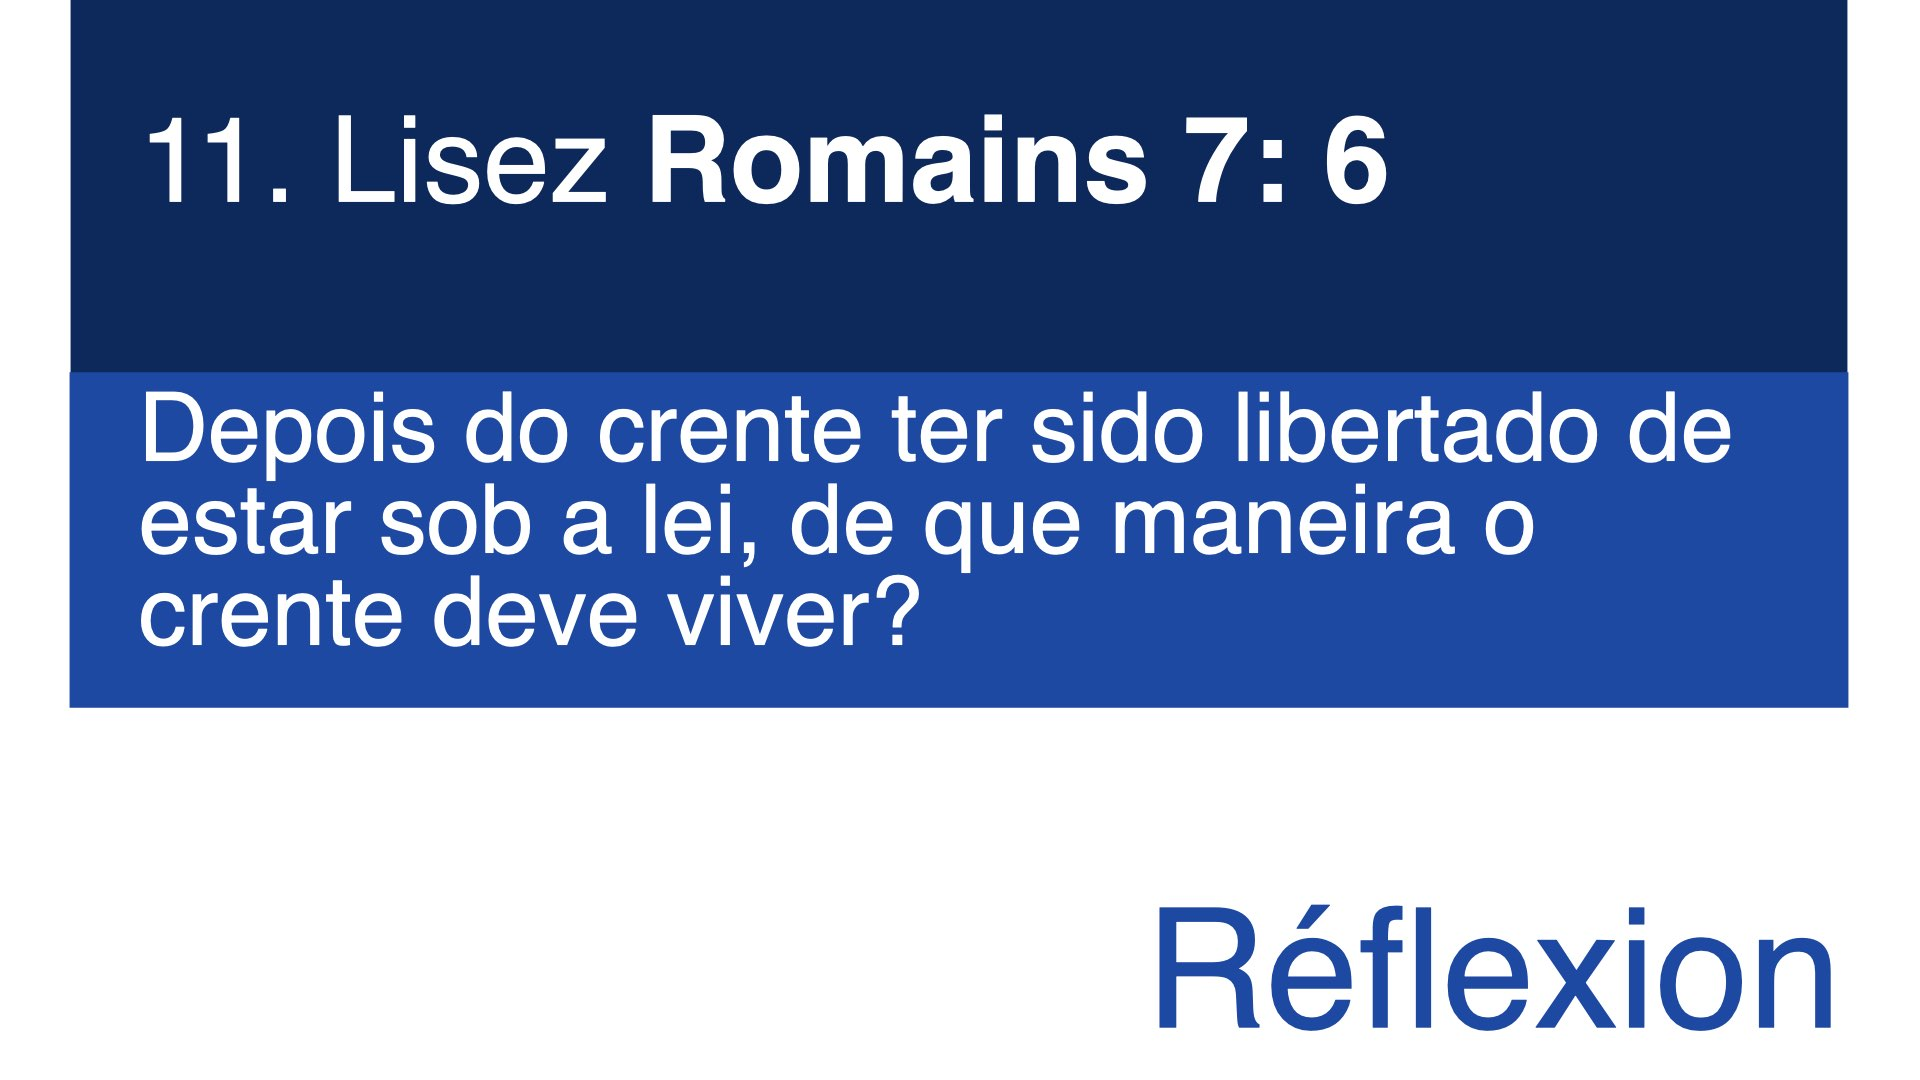 11. Lisez Romains 7: 6
Depois do crente ter sido libertado de
estar sob a lei, de que maneira o
crente deve viver?
Réflexion